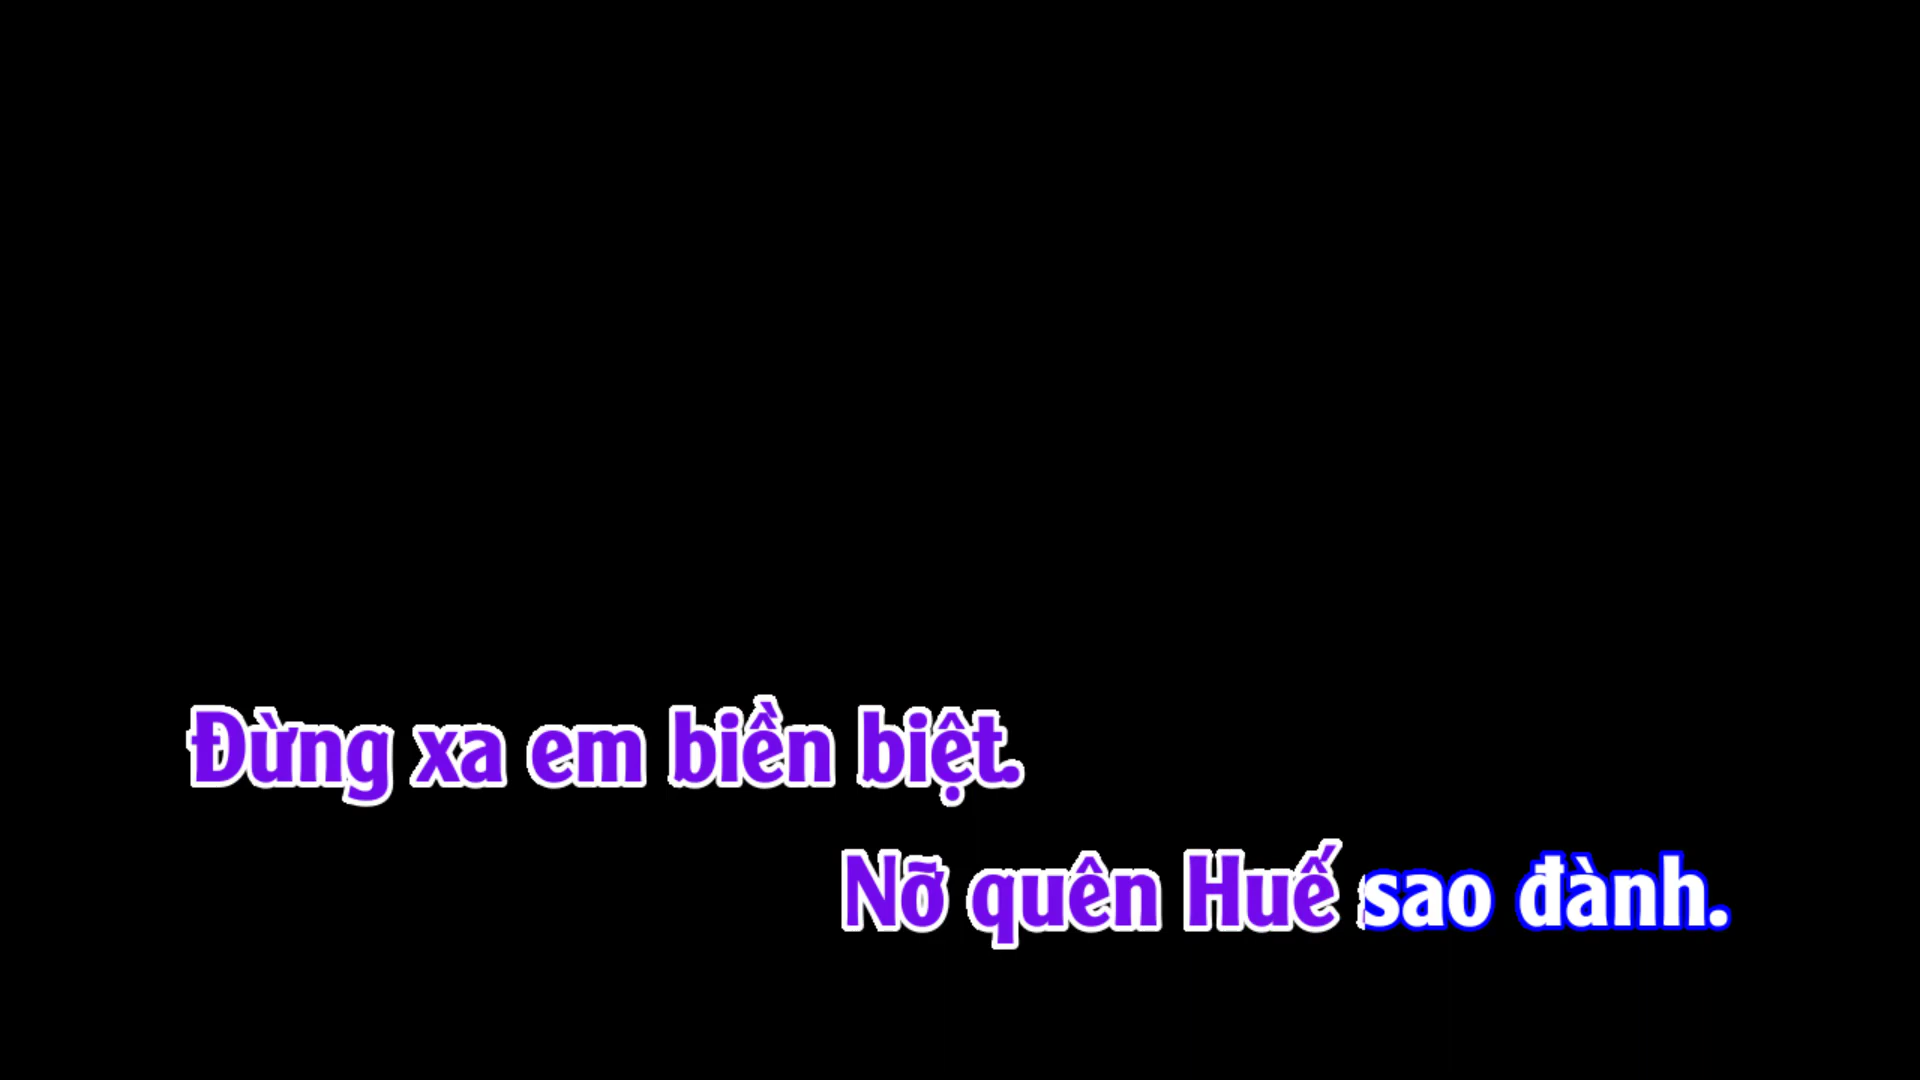 Đừng xa em biền biệt.
Nỡ quên Huế sao đành.